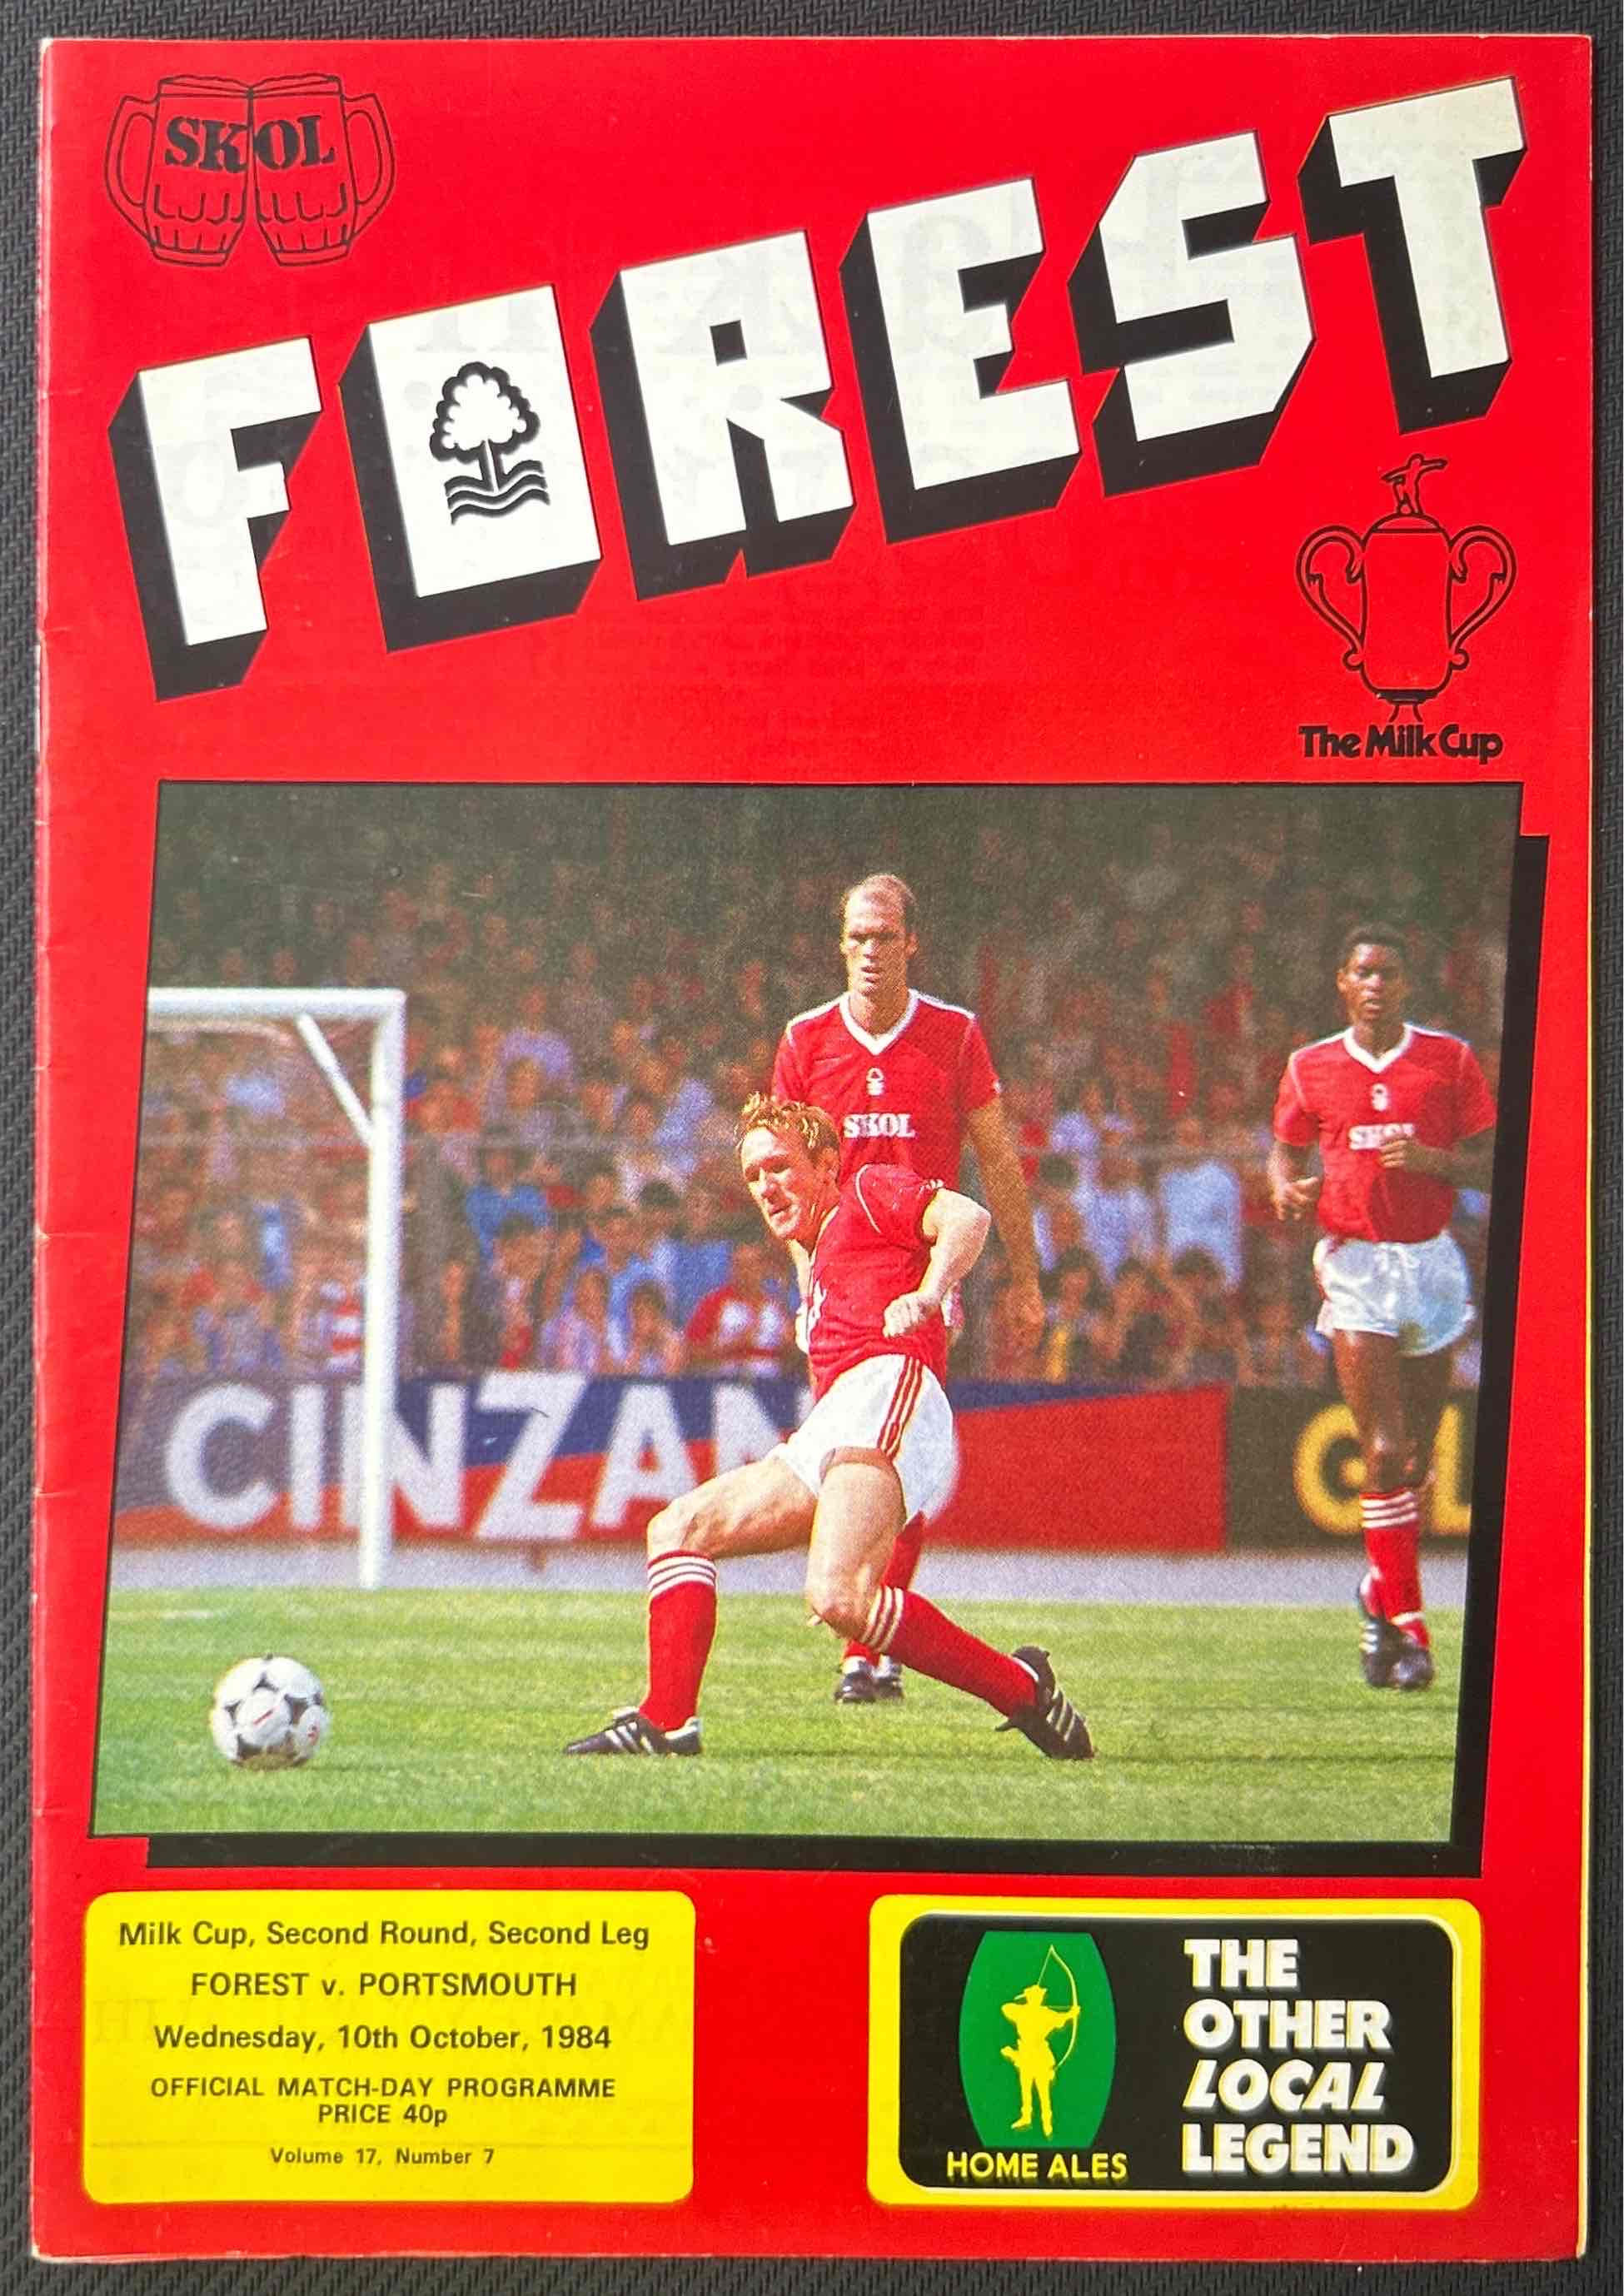 SKOL
FOREST
The Milk Cup
SKOL
SKOL
CINZAN
Milk Cup, Second Round, Second Leg
FOREST v. PORTSMOUTH
Wednesday, 10th October, 1984
OFFICIAL MATCH-DAY PROGRAMME
PRICE 40p
Volume 17, Number 7
HOME ALES
THE
OTHER
LOCAL
LEGEND